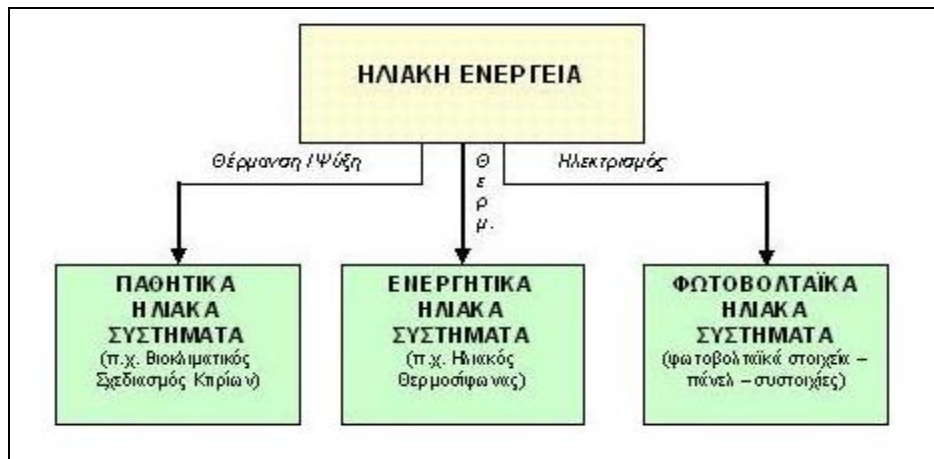 ΗΛΙΑΚΗ ΕΝΕΡΓΕΙΑ
Θέρμανση / Ψύξη
Θ
ε
ρ
μ.
Ηλεκτρισμός
ΠΑΘΗΤΙΚΑ
ΗΛΙΑΚΑ
ΣΥΣΤΗΜΑΤΑ
(π.χ. Βιοκλιματικός
Σχεδιασμός Κτιρίων)
ΕΝΕΡΓΗΤΙΚΑ
ΗΛΙΑΚΑ
ΣΥΣΤΗΜΑΤΑ
(π.χ. Ηλιακός
Θερμοσίφωνας)
ΦΩΤΟΒΟΛΤΑΪΚΑ
ΗΛΙΑΚΑ
ΣΥΣΤΗΜΑΤΑ
(φωτοβολταϊκά στοιχεία –
πάνελ – συστοιχίες)